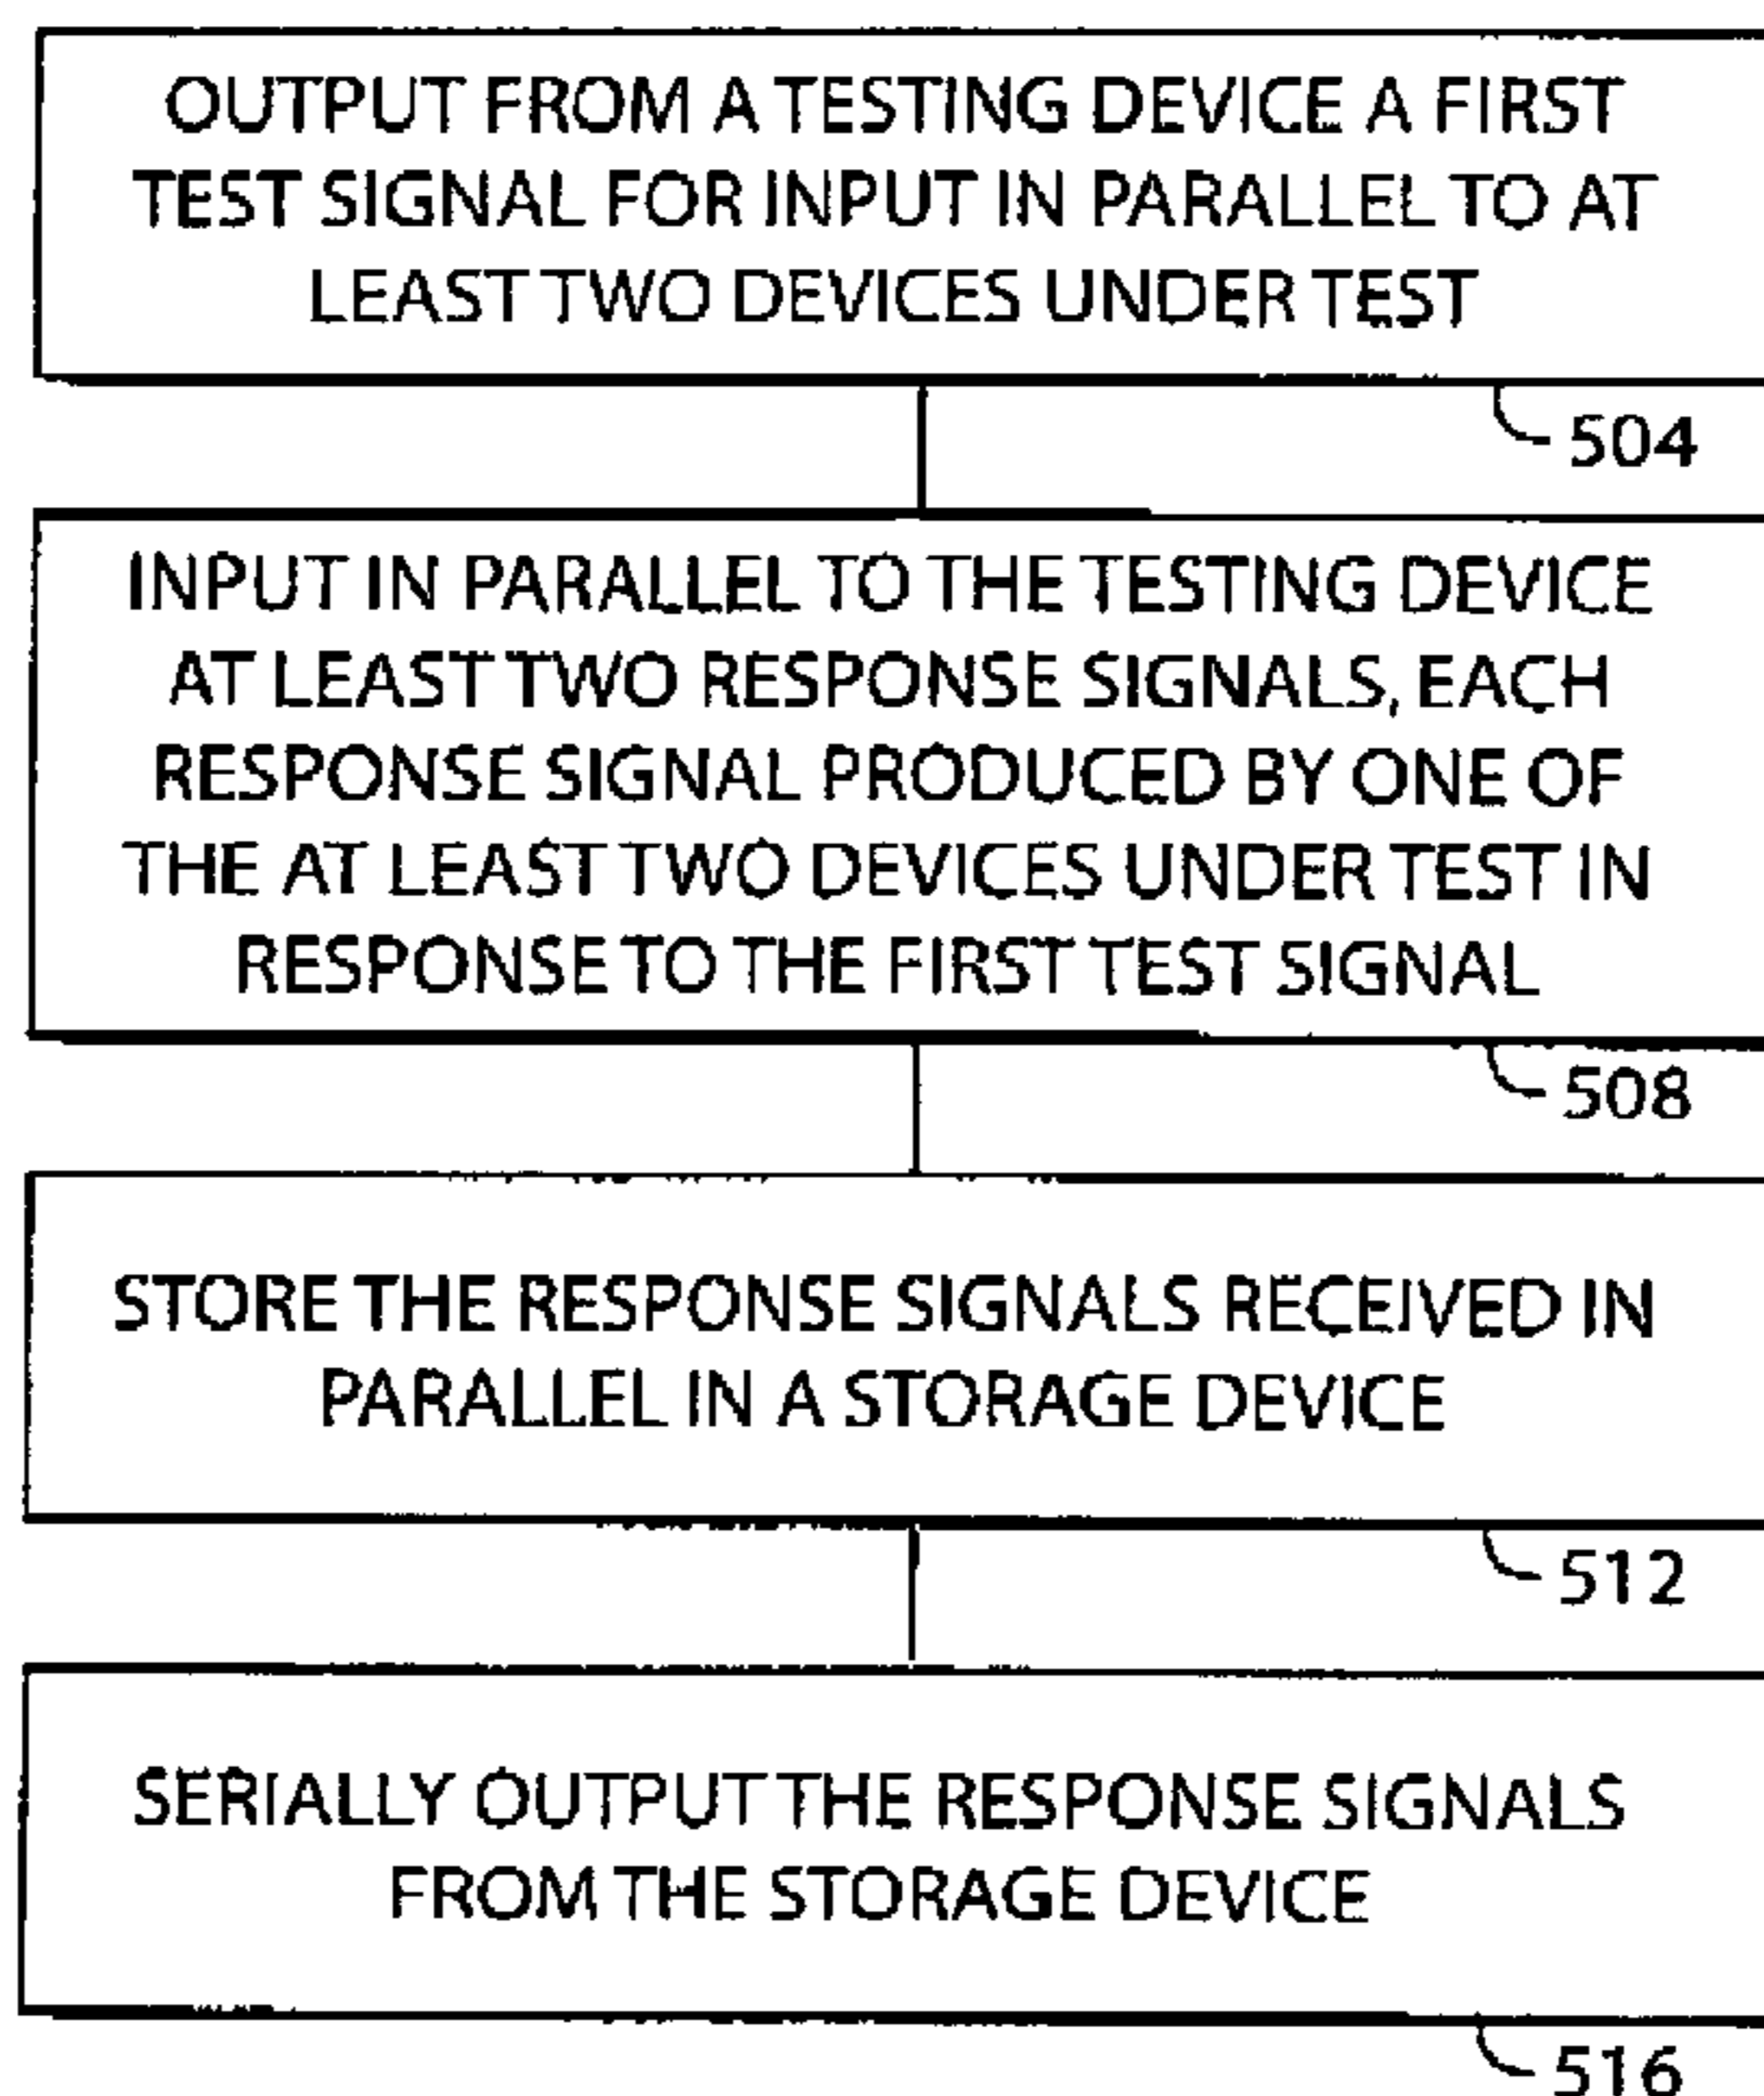 OUTPUT FROM A TESTING DEVICE A FIRST
TEST SIGNAL FOR INPUT IN PARALLEL TO AT
LEAST TWO DEVICES UNDER TEST
504
INPUT IN PARALLEL TO THE TESTING DEVICE
AT LEAST TWO RESPONSE SIGNALS, EACH
RESPONSE SIGNAL PRODUCED BY ONE OF
THE AT LEAST TWO DEVICES UNDER TEST IN
RESPONSE TO THE FIRST TEST SIGNAL
508
STORE THE RESPONSE SIGNALS RECEIVED IN
PARALLEL IN A STORAGE DEVICE
512
SERIALLY OUTPUT THE RESPONSE SIGNALS
FROM THE STORAGE DEVICE
516